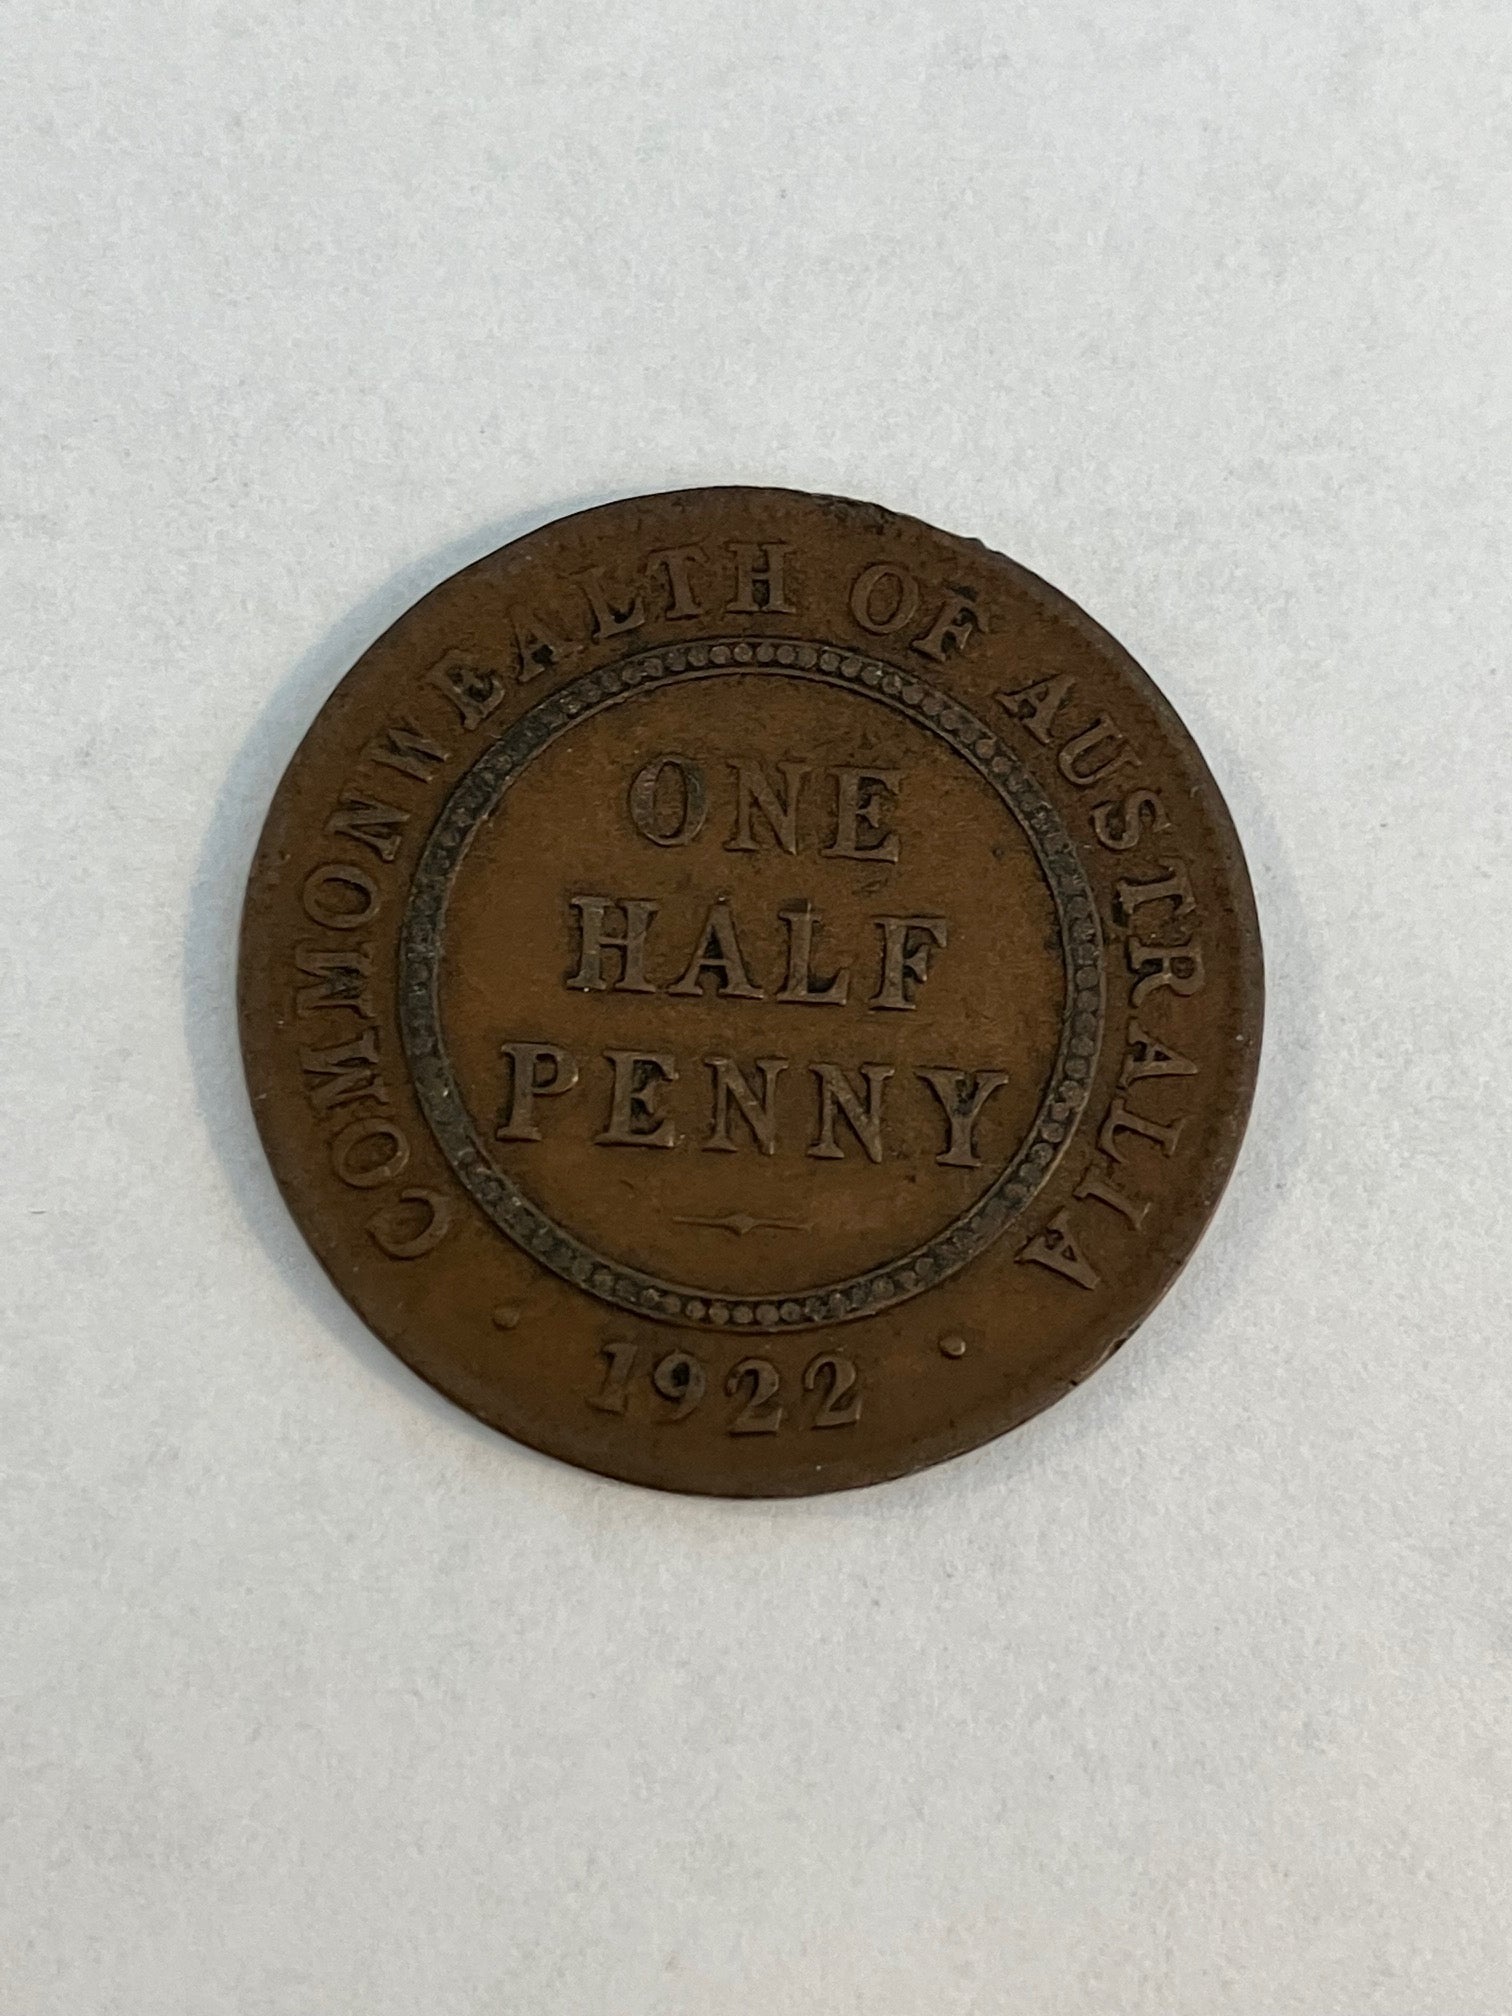 COMMONWEALTH OF AUSTRALIA
ONE
HALF
PENNY
· 1922 ·